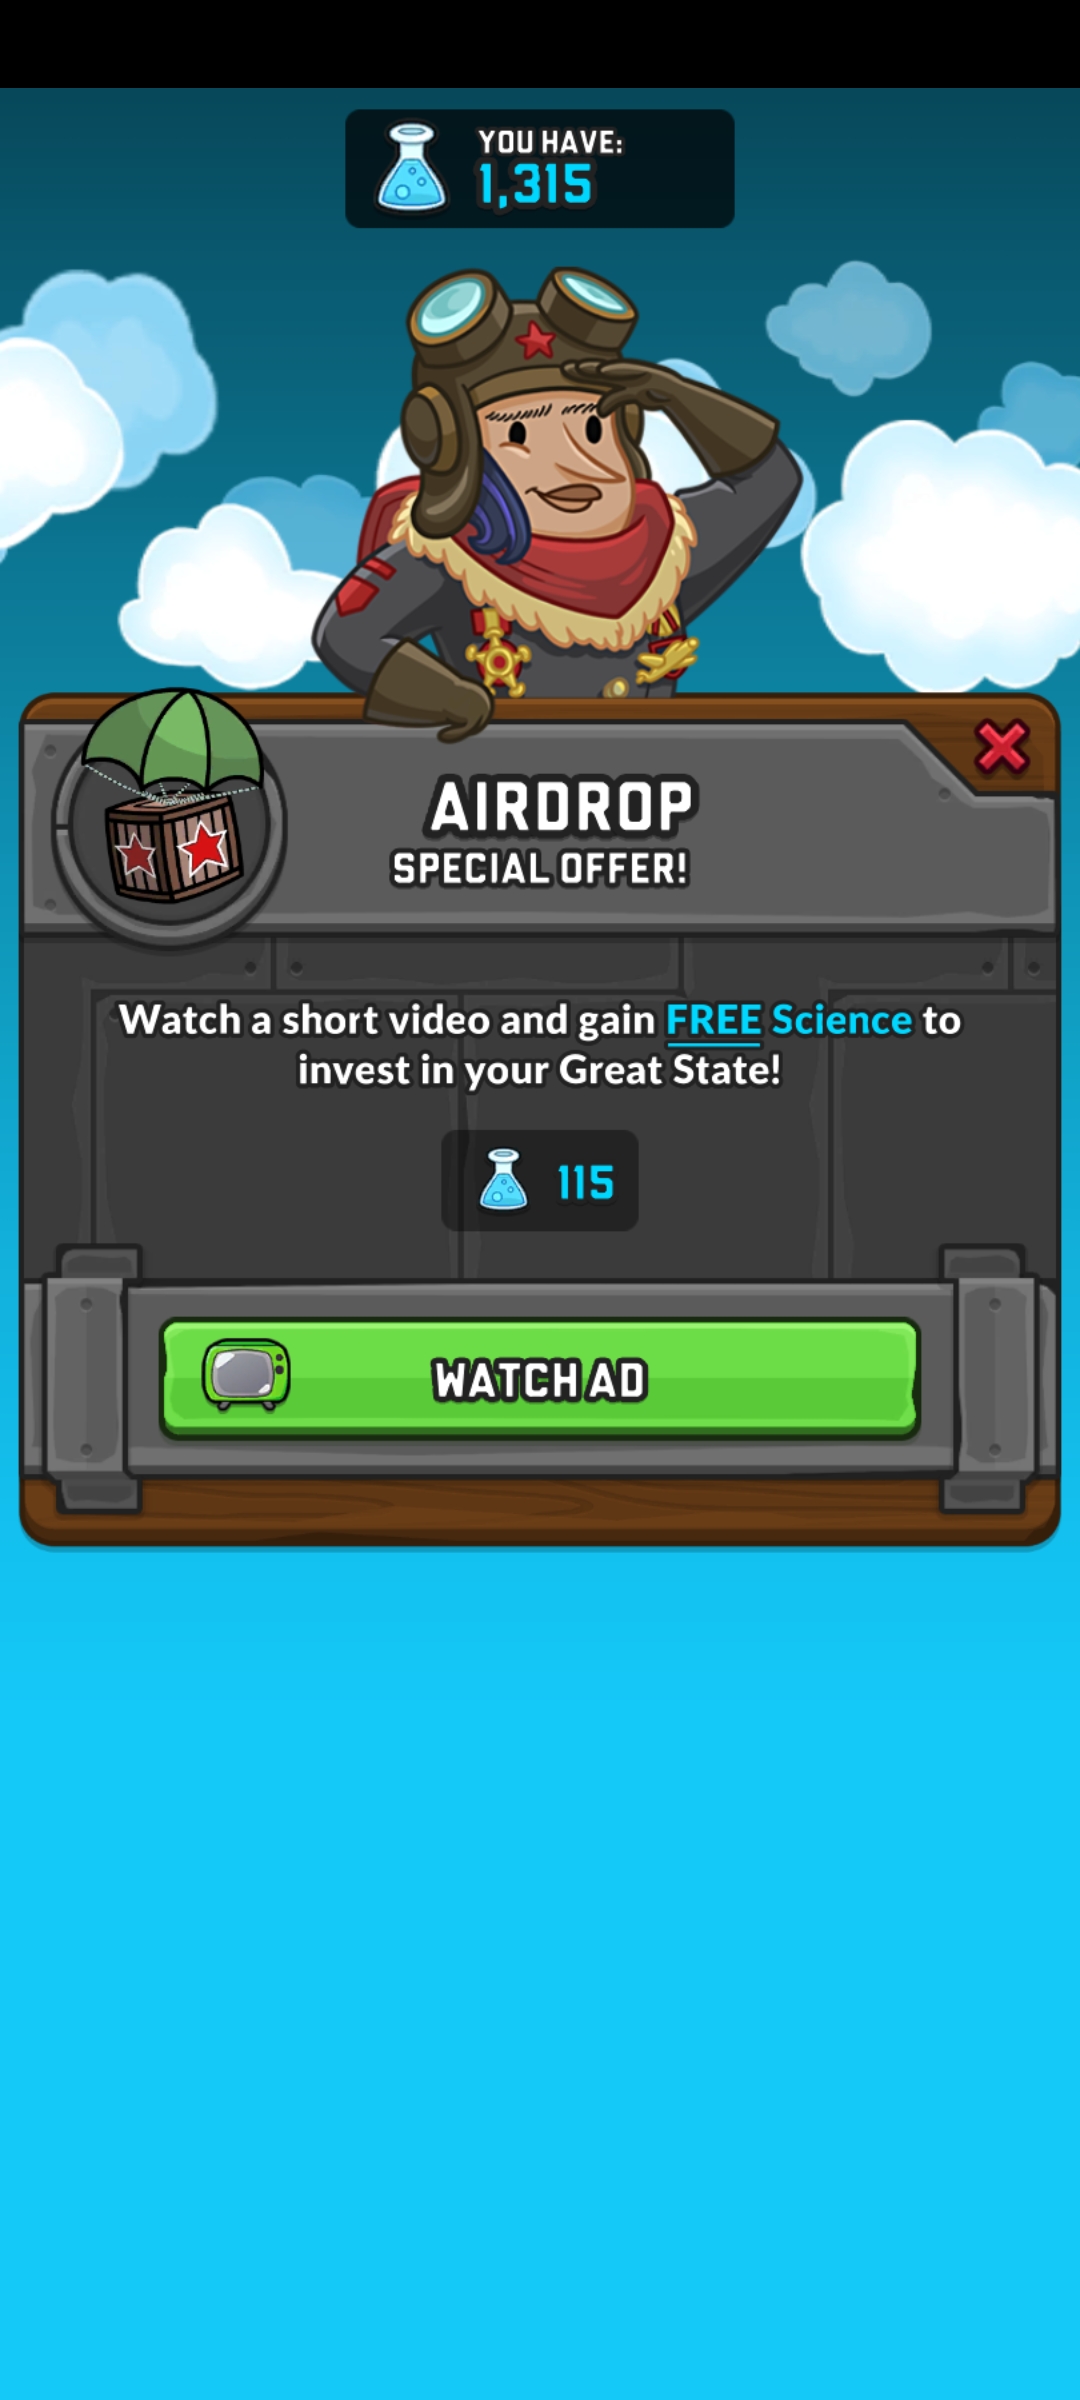 YOU HAVE:
1,315
AIRDROP
SPECIAL OFFER!
Watch a short video and gain FREE Science to
invest in your Great State!
115
WATCH AD